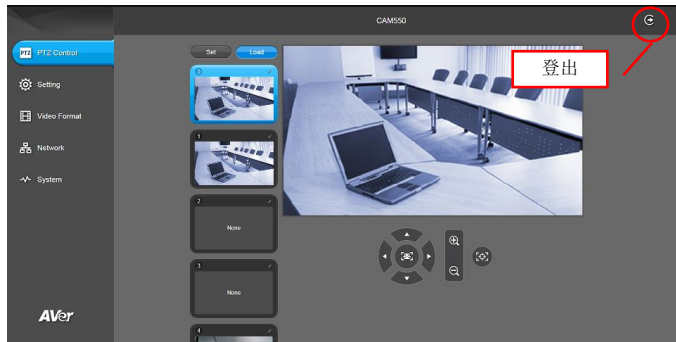 CAM550
登出
PTZ PTZ Control
Setting
Video Format
Network
System
AVer
Set
Load
0
1
2
None
3
None
4